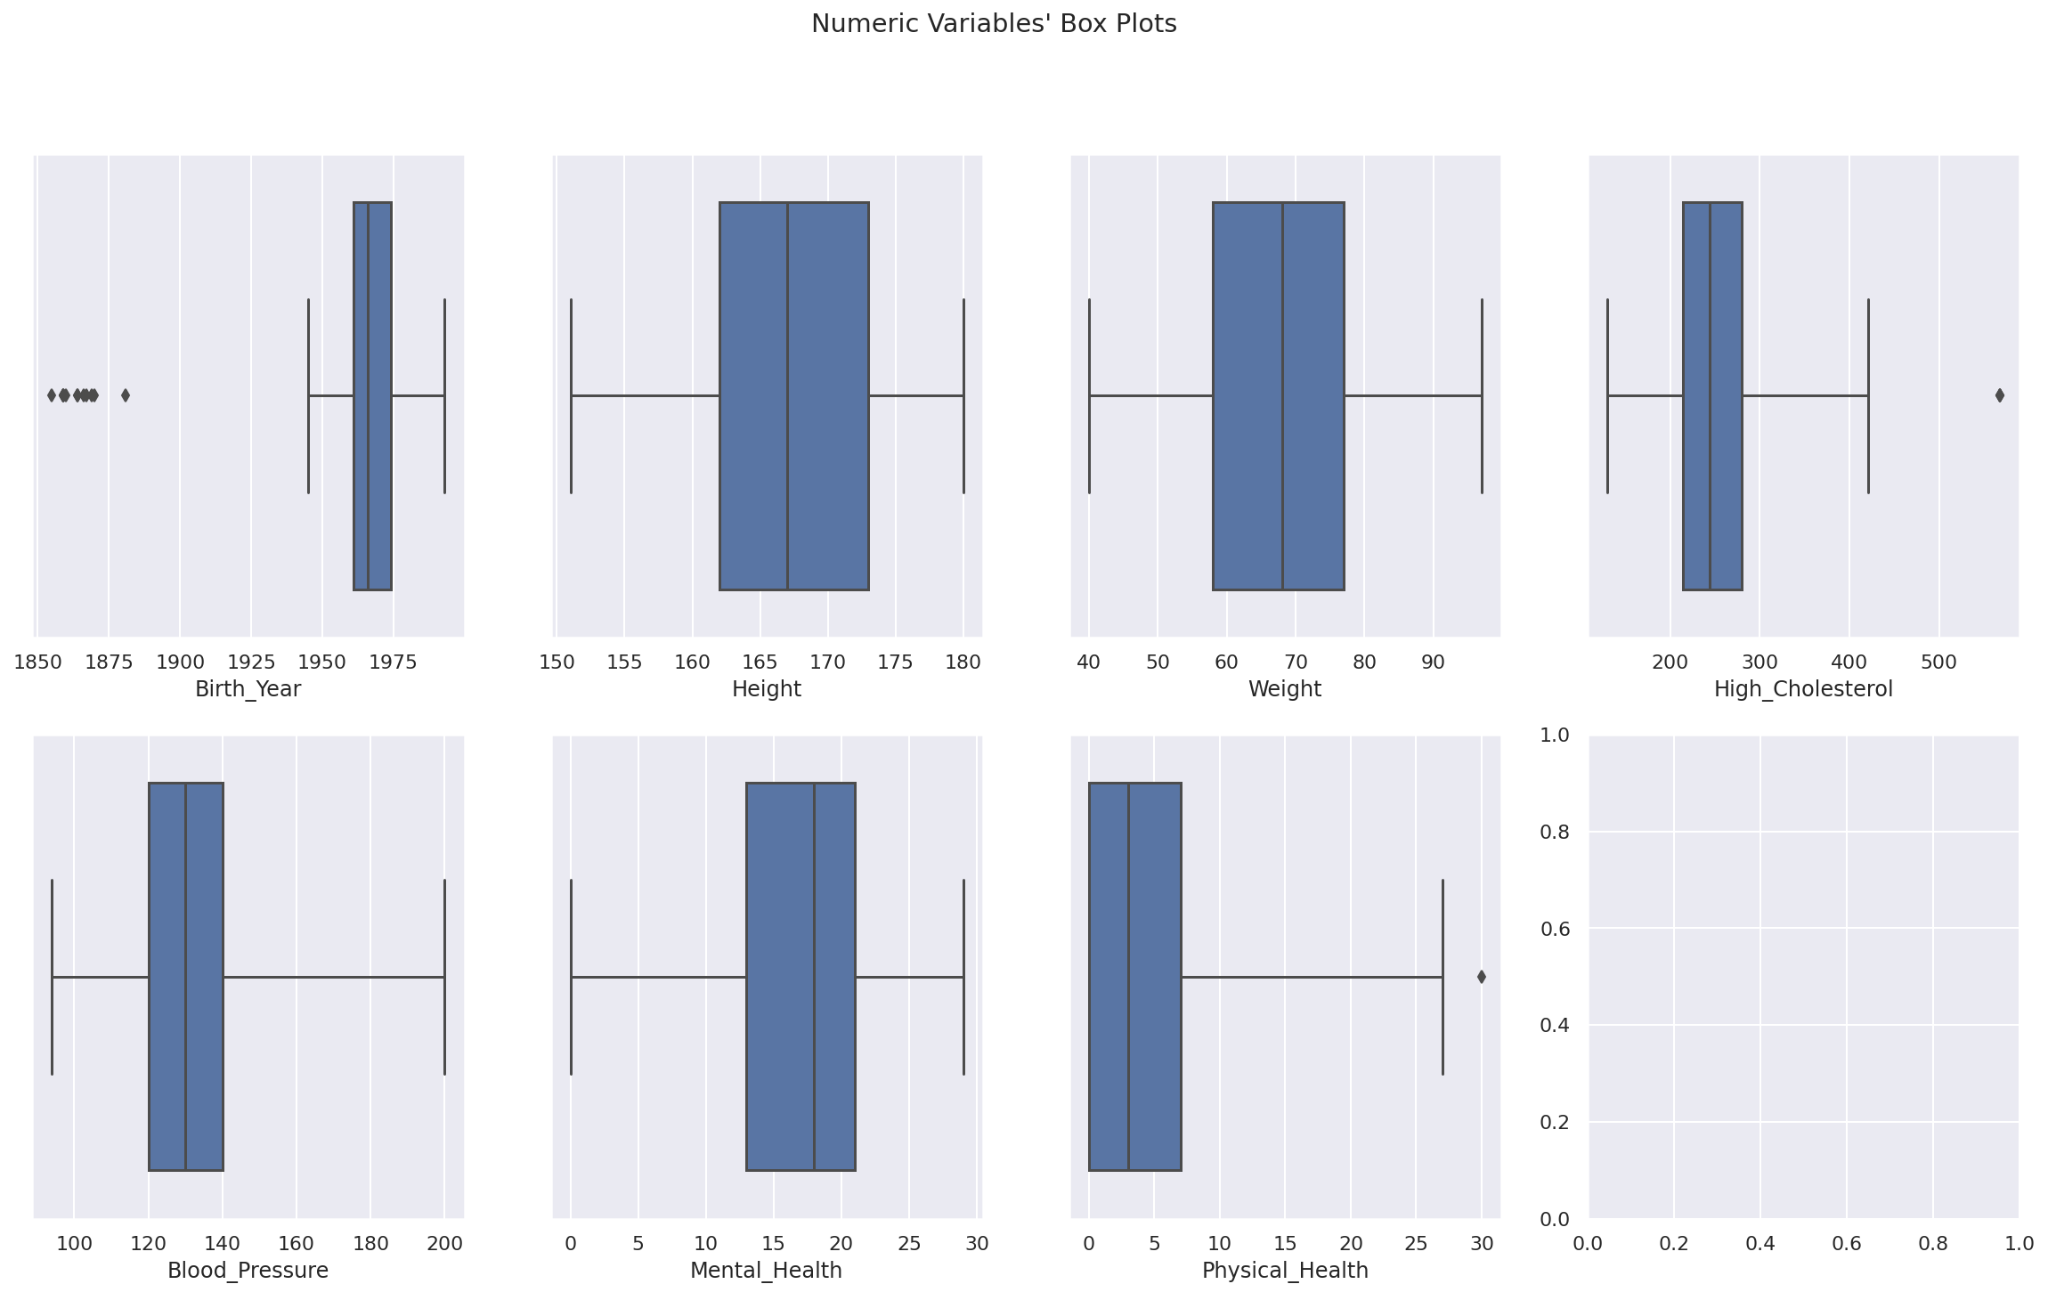 Numeric Variables' Box Plots
1850 1875 1900 1925 1950 1975
Birth_Year
150 155 160 165 170 175 180
Height
40 50 60 70 80 90
Weight
200 300 400 500
High_Cholesterol
100 120 140 160 180 200
Blood_Pressure
0 5 10 15 20 25 30
Mental_Health
0 5 10 15 20 25 30
Physical_Health
1.0
0.8
0.6
0.4
0.2
0.0
0.0 0.2 0.4 0.6 0.8 1.0